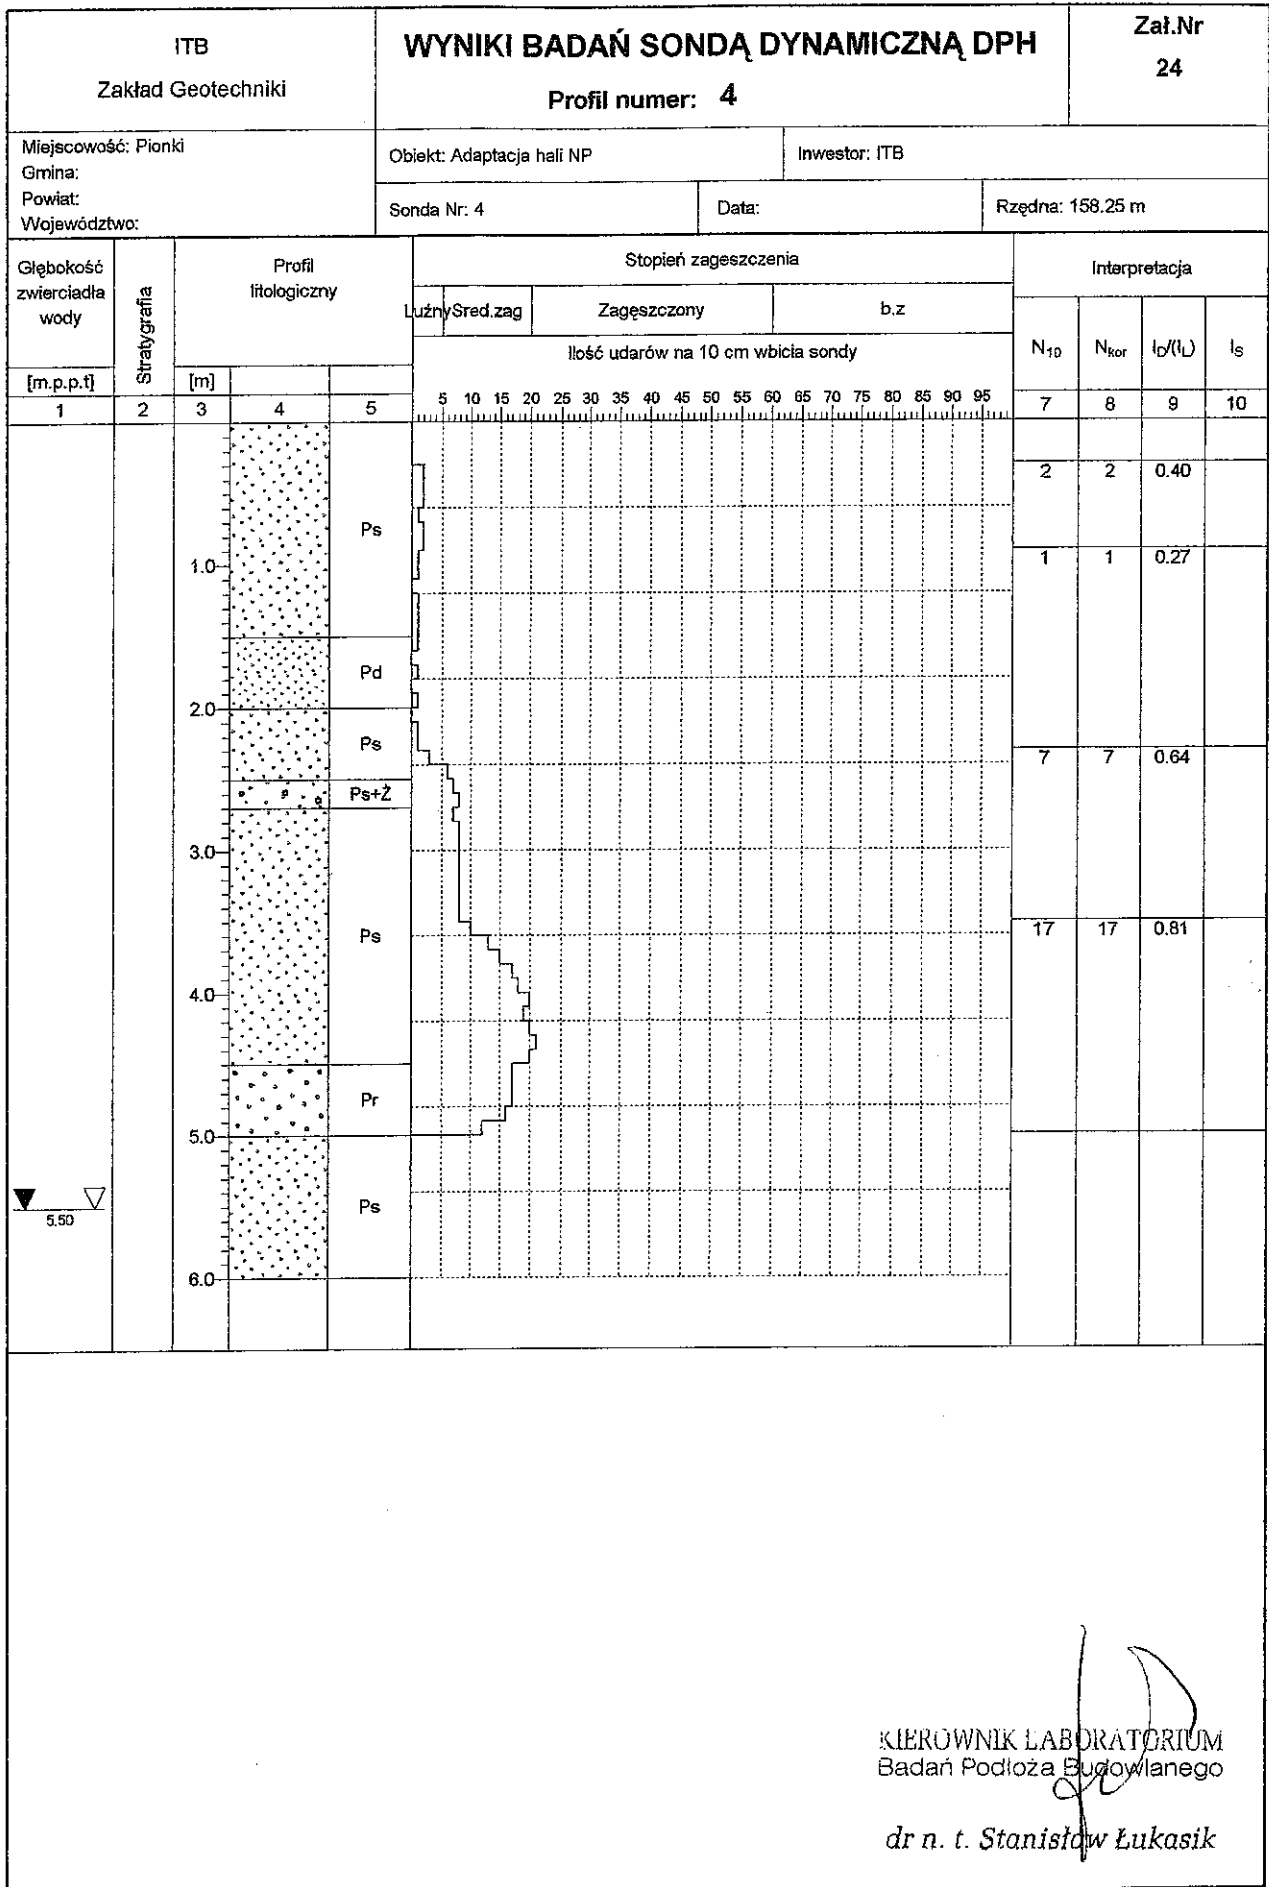 ITB
Zakład Geotechniki
WYNIKI BADAŃ SONDĄ DYNAMICZNĄ DPH
Profil numer: 4
Zał.Nr
24
Miejscowość: Pionki
Gmina:
Powiat:
Województwo:
Obiekt: Adaptacja hali NP
Inwestor: ITB
Sonda Nr: 4
Data:
Rzędna: 158.25 m
Głębokość
zwierciadła
wody
[m.p.p.t]
Stratygrafia
Profil
litologiczny
[m]
Stopień zageszczenia
Luźny Sred.zag Zagęszczony b.z
Ilość udarów na 10 cm wbicia sondy
5 10 15 20 25 30 35 40 45 50 55 60 65 70 75 80 85 90 95
Interpretacja
N10 Nkor ID/(IL) IS
1 2 3 4 5 7 8 9 10
2 2 0.40
Ps
1.0
1 1 0.27
Pd
2.0
Ps
7 7 0.64
Ps+Ż
3.0
Ps
17 17 0.81
4.0
Pr
5.0
Ps
5.50
6.0
KIEROWNIK LABORATORIUM
Badań Podłoża Budowlanego
dr n. t. Stanisław Łukasik